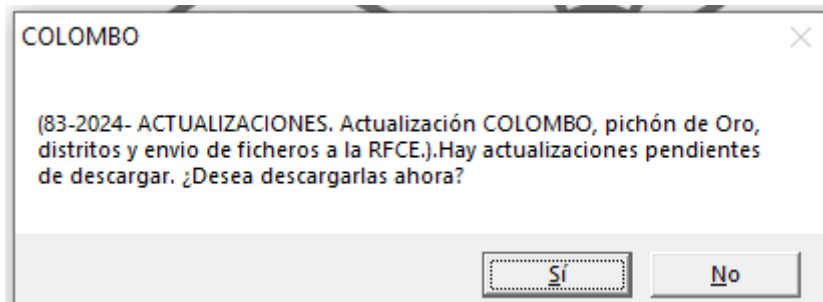 COLOMBO
(83-2024- ACTUALIZACIONES. Actualización COLOMBO, pichón de Oro,
distritos y envio de ficheros a la RFCE.).Hay actualizaciones pendientes
de descargar. ¿Desea descargarlas ahora?
Sí No